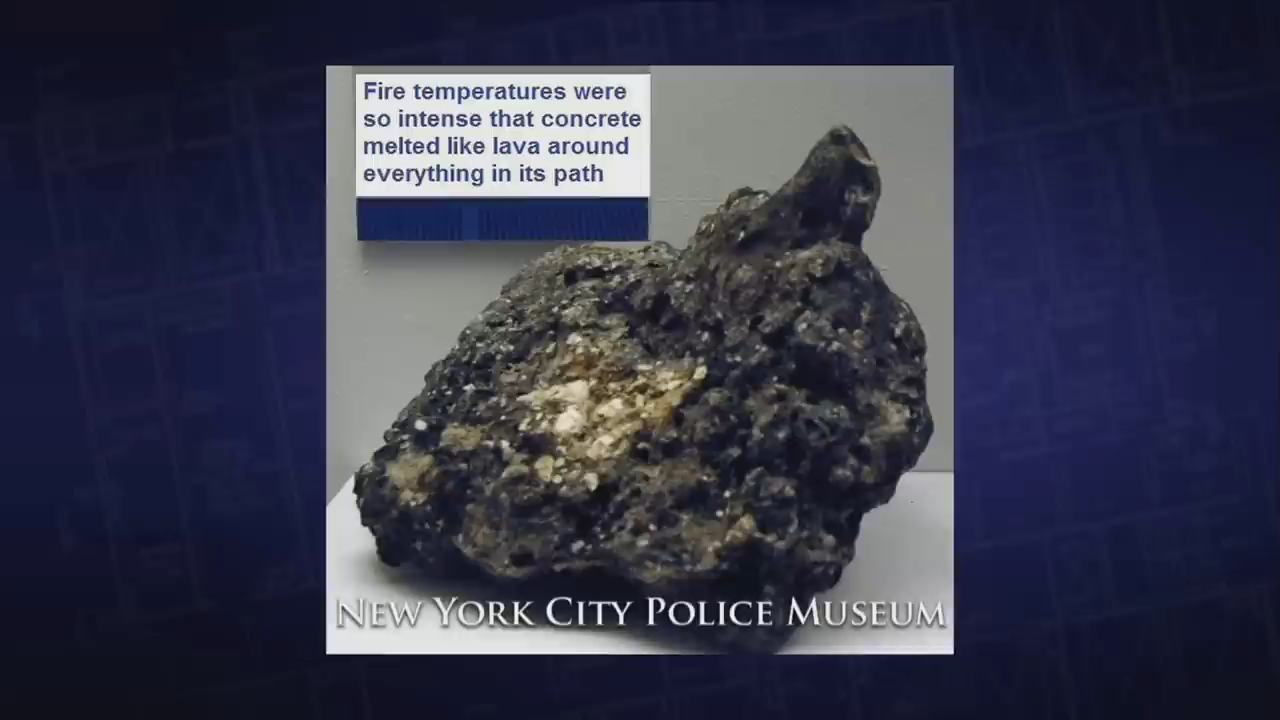 Fire temperatures were
so intense that concrete
melted like lava around
everything in its path
New York City Police Museum